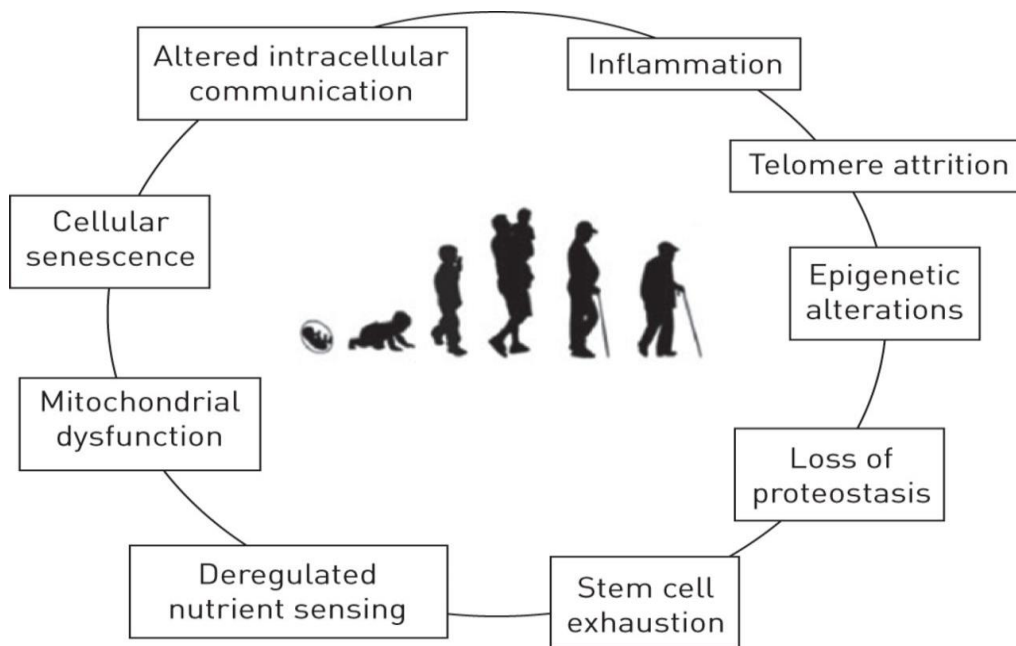 Altered intracellular
communication
Inflammation
Telomere attrition
Epigenetic
alterations
Loss of
proteostasis
Stem cell
exhaustion
Deregulated
nutrient sensing
Mitochondrial
dysfunction
Cellular
senescence